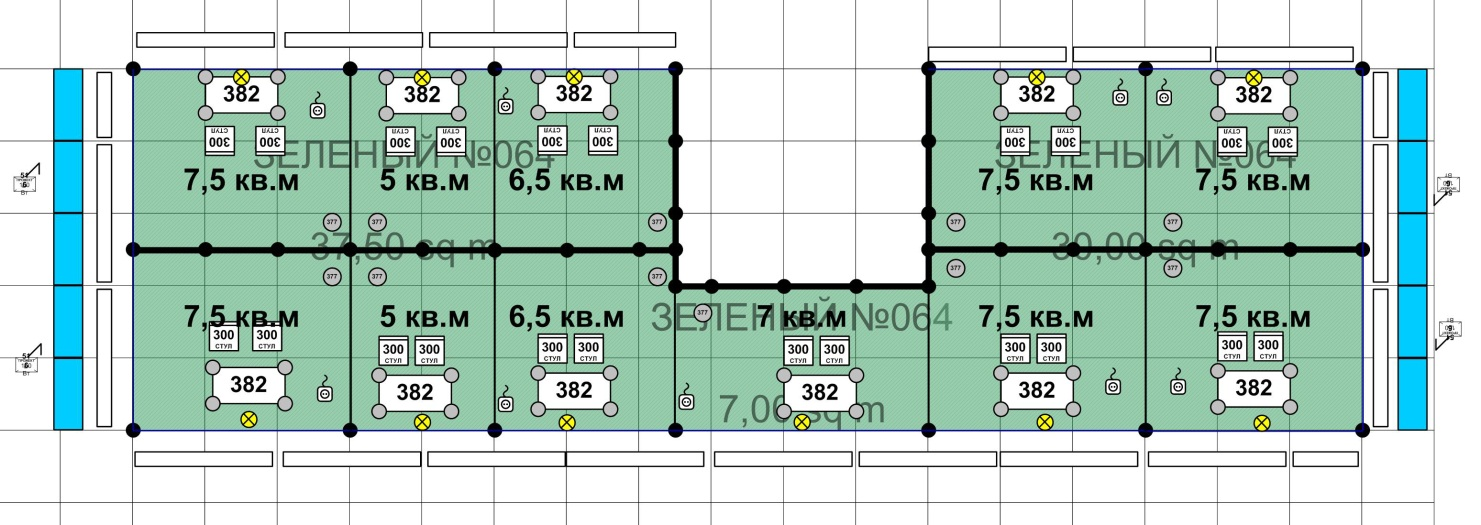 382 382 382 382 382
300 СТУЛ 300 СТУЛ 300 СТУЛ 300 СТУЛ 300 СТУЛ 300 СТУЛ 300 СТУЛ 300 СТУЛ 300 СТУЛ 300 СТУЛ
ЗЕЛЕНЫЙ №064 ЗЕЛЕНЫЙ №064
7,5 кв.м 5 кв.м 6,5 кв.м 7,5 кв.м 7,5 кв.м
377 377 377 377 377
37,50 sq m 30,00 sq m
377 377 377 377 377
377
ЗЕЛЕНЫЙ №064
7,5 кв.м 5 кв.м 6,5 кв.м 7 кв.м 7,5 кв.м 7,5 кв.м
300 300 300 300 300 300 300 300 300 300 300 300
СТУЛ СТУЛ СТУЛ СТУЛ СТУЛ СТУЛ СТУЛ СТУЛ СТУЛ СТУЛ СТУЛ СТУЛ
382 382 382 382 382 382
7,00 sq m